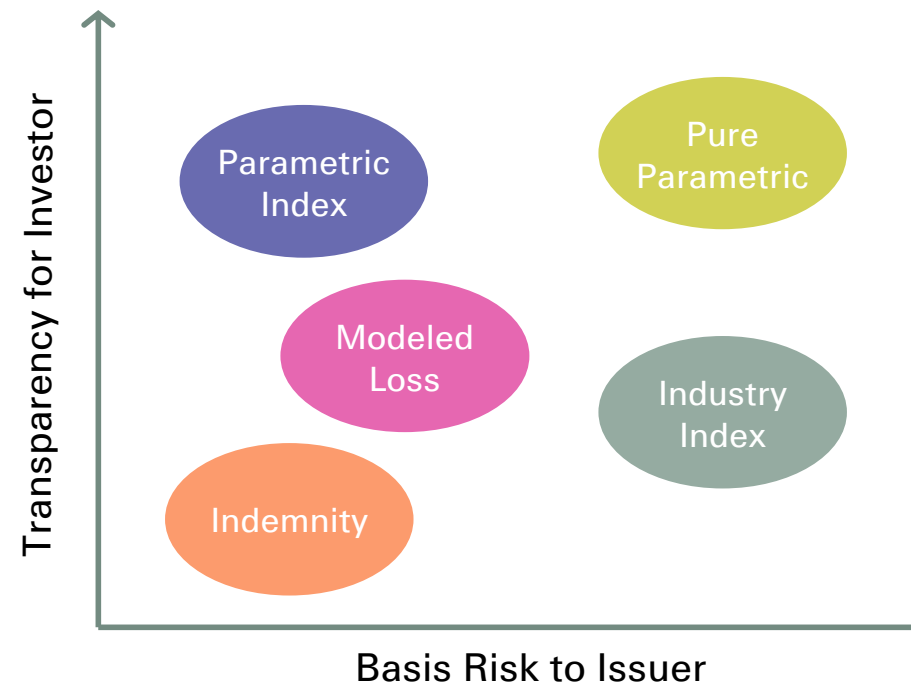 Transparency for Investor
Parametric
Index
Pure
Parametric
Modeled
Loss
Industry
Index
Indemnity
Basis Risk to Issuer